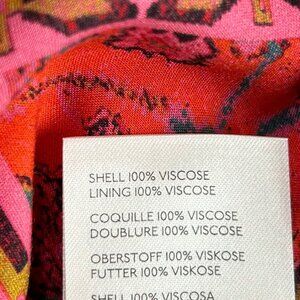 SHELL 100% VISCOSE
LINING 100% VISCOSE
COQUILLE 100% VISCOSE
DOUBLURE 100% VISCOSE
OBERSTOFF 100% VISKOSE
FUTTER 100% VISKOSE
SHELL 100% VISCOSA